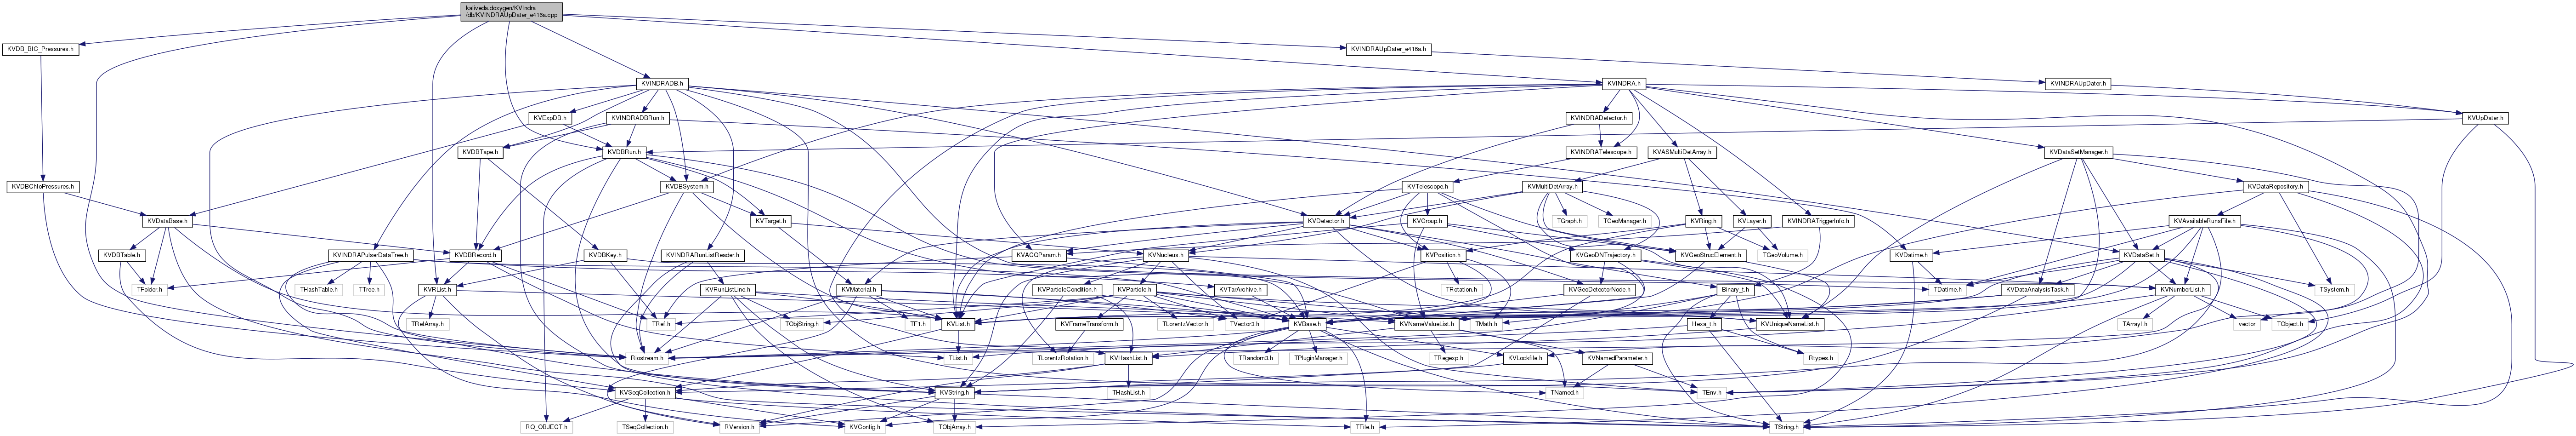 kaliveda.doxygen/KVIndra
/db/KVINDRAUpDater_e416a.cpp
KVDB_BIC_Pressures.h
KVINDRAUpDater_e416a.h
KVINDRADB.h
KVINDRA.h
KVINDRAUpDater.h
KVExpDB.h
KVINDRADBRun.h
KVINDRADetector.h
KVUpDater.h
KVDBTape.h
KVDBRun.h
KVINDRATelescope.h
KVASMultiDetArray.h
KVDataSetManager.h
KVDBChIoPressures.h
KVDBSystem.h
KVTelescope.h
KVMultiDetArray.h
KVDataRepository.h
KVDataBase.h
KVTarget.h
KVDetector.h
KVGroup.h
TGraph.h
TGeoManager.h
KVRing.h
KVLayer.h
KVINDRATriggerInfo.h
KVAvailableRunsFile.h
KVDBTable.h
KVINDRAPulserDataTree.h
KVDBRecord.h
KVDBKey.h
KVINDRARunListReader.h
KVACQParam.h
KVNucleus.h
KVPosition.h
KVGeoDNTrajectory.h
KVGeoStrucElement.h
TGeoVolume.h
KVDatime.h
KVDataSet.h
TFolder.h
THashTable.h
TTree.h
KVRList.h
KVRunListLine.h
KVMaterial.h
KVParticleCondition.h
KVParticle.h
KVTarArchive.h
TRotation.h
KVGeoDetectorNode.h
Binary_t.h
TDatime.h
KVDataAnalysisTask.h
KVNumberList.h
TSystem.h
TRefArray.h
TRef.h
TObjString.h
TF1.h
KVList.h
KVFrameTransform.h
TLorentzVector.h
TVector3.h
KVBase.h
KVNameValueList.h
TMath.h
Hexa_t.h
KVUniqueNameList.h
TArrayI.h
vector
TObject.h
Riostream.h
TList.h
TLorentzRotation.h
KVHashList.h
TRandom3.h
TPluginManager.h
TRegexp.h
KVLockfile.h
KVNamedParameter.h
Rtypes.h
KVSeqCollection.h
KVString.h
THashList.h
TNamed.h
TEnv.h
RQ_OBJECT.h
TSeqCollection.h
RVersion.h
KVConfig.h
TObjArray.h
TFile.h
TString.h